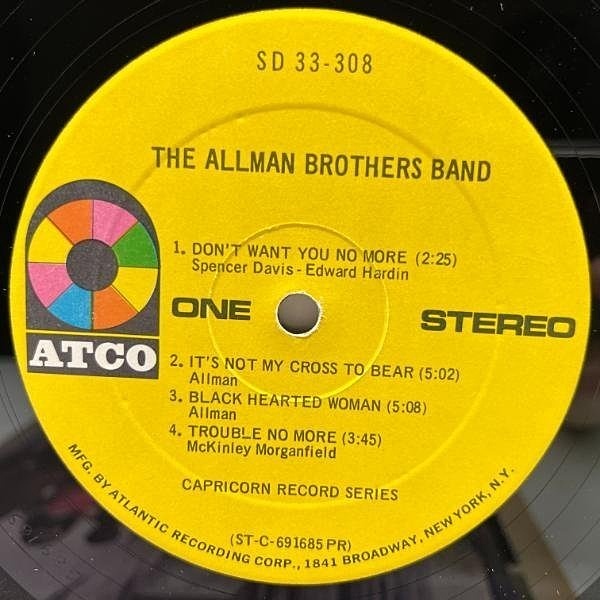 SD 33-308
THE ALLMAN BROTHERS BAND
1. DON'T WANT YOU NO MORE (2:25)
Spencer Davis - Edward Hardin
ONE
STEREO
ATCO
2. IT'S NOT MY CROSS TO BEAR (5:02)
Allman
3. BLACK HEARTED WOMAN (5:08)
Allman
4. TROUBLE NO MORE (3:45)
McKinley Morganfield
CAPRICORN RECORD SERIES
(ST-C-691685 PR)
MFG. BY ATLANTIC RECORDING CORP., 1841 BROADWAY, NEW YORK, N.Y.